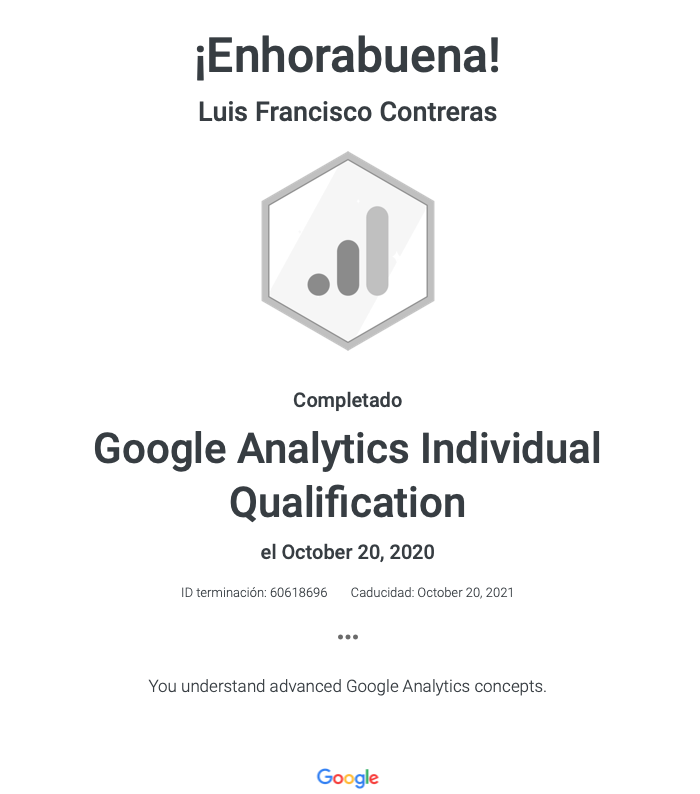 ¡Enhorabuena!
Luis Francisco Contreras
Completado
Google Analytics Individual
Qualification
el October 20, 2020
ID terminación: 60618696 Caducidad: October 20, 2021
•••
You understand advanced Google Analytics concepts.
Google